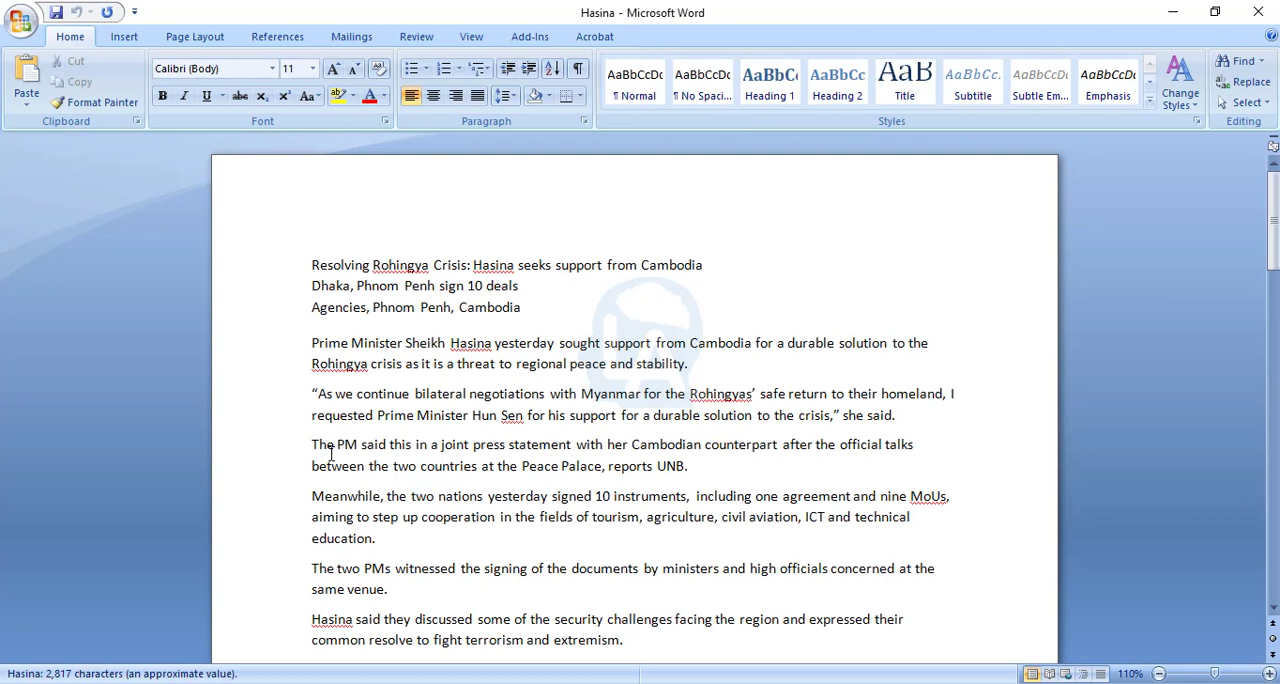 Hasina - Microsoft Word
Home Insert Page Layout References Mailings Review View Add-Ins Acrobat
Paste
Cut
Copy
Format Painter
Clipboard
Calibri (Body) 11
Font
Paragraph
AaBbCcDc AaBbCcDc AaBbC AaBbCc AaB AaBbCc. AaBbCcDc AaBbCcDc
¶ Normal ¶ No Spaci... Heading 1 Heading 2 Title Subtitle Subtle Em... Emphasis
Change Styles
Styles
Find
Replace
Select
Editing
Resolving Rohingya Crisis: Hasina seeks support from Cambodia
Dhaka, Phnom Penh sign 10 deals
Agencies, Phnom Penh, Cambodia
Prime Minister Sheikh Hasina yesterday sought support from Cambodia for a durable solution to the
Rohingya crisis as it is a threat to regional peace and stability.
“As we continue bilateral negotiations with Myanmar for the Rohingyas’ safe return to their homeland, I
requested Prime Minister Hun Sen for his support for a durable solution to the crisis,” she said.
The PM said this in a joint press statement with her Cambodian counterpart after the official talks
between the two countries at the Peace Palace, reports UNB.
Meanwhile, the two nations yesterday signed 10 instruments, including one agreement and nine MoUs,
aiming to step up cooperation in the fields of tourism, agriculture, civil aviation, ICT and technical
education.
The two PMs witnessed the signing of the documents by ministers and high officials concerned at the
same venue.
Hasina said they discussed some of the security challenges facing the region and expressed their
common resolve to fight terrorism and extremism.
Hasina: 2,817 characters (an approximate value).
110%